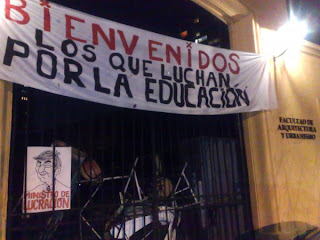 BIENVENIDOS
LOS QUE LUCHAN
POR LA EDUCACIÓN
FACULTAD DE
ARQUITECTURA
Y URBANISMO
MINISTRO DE
LUCRACIÓN